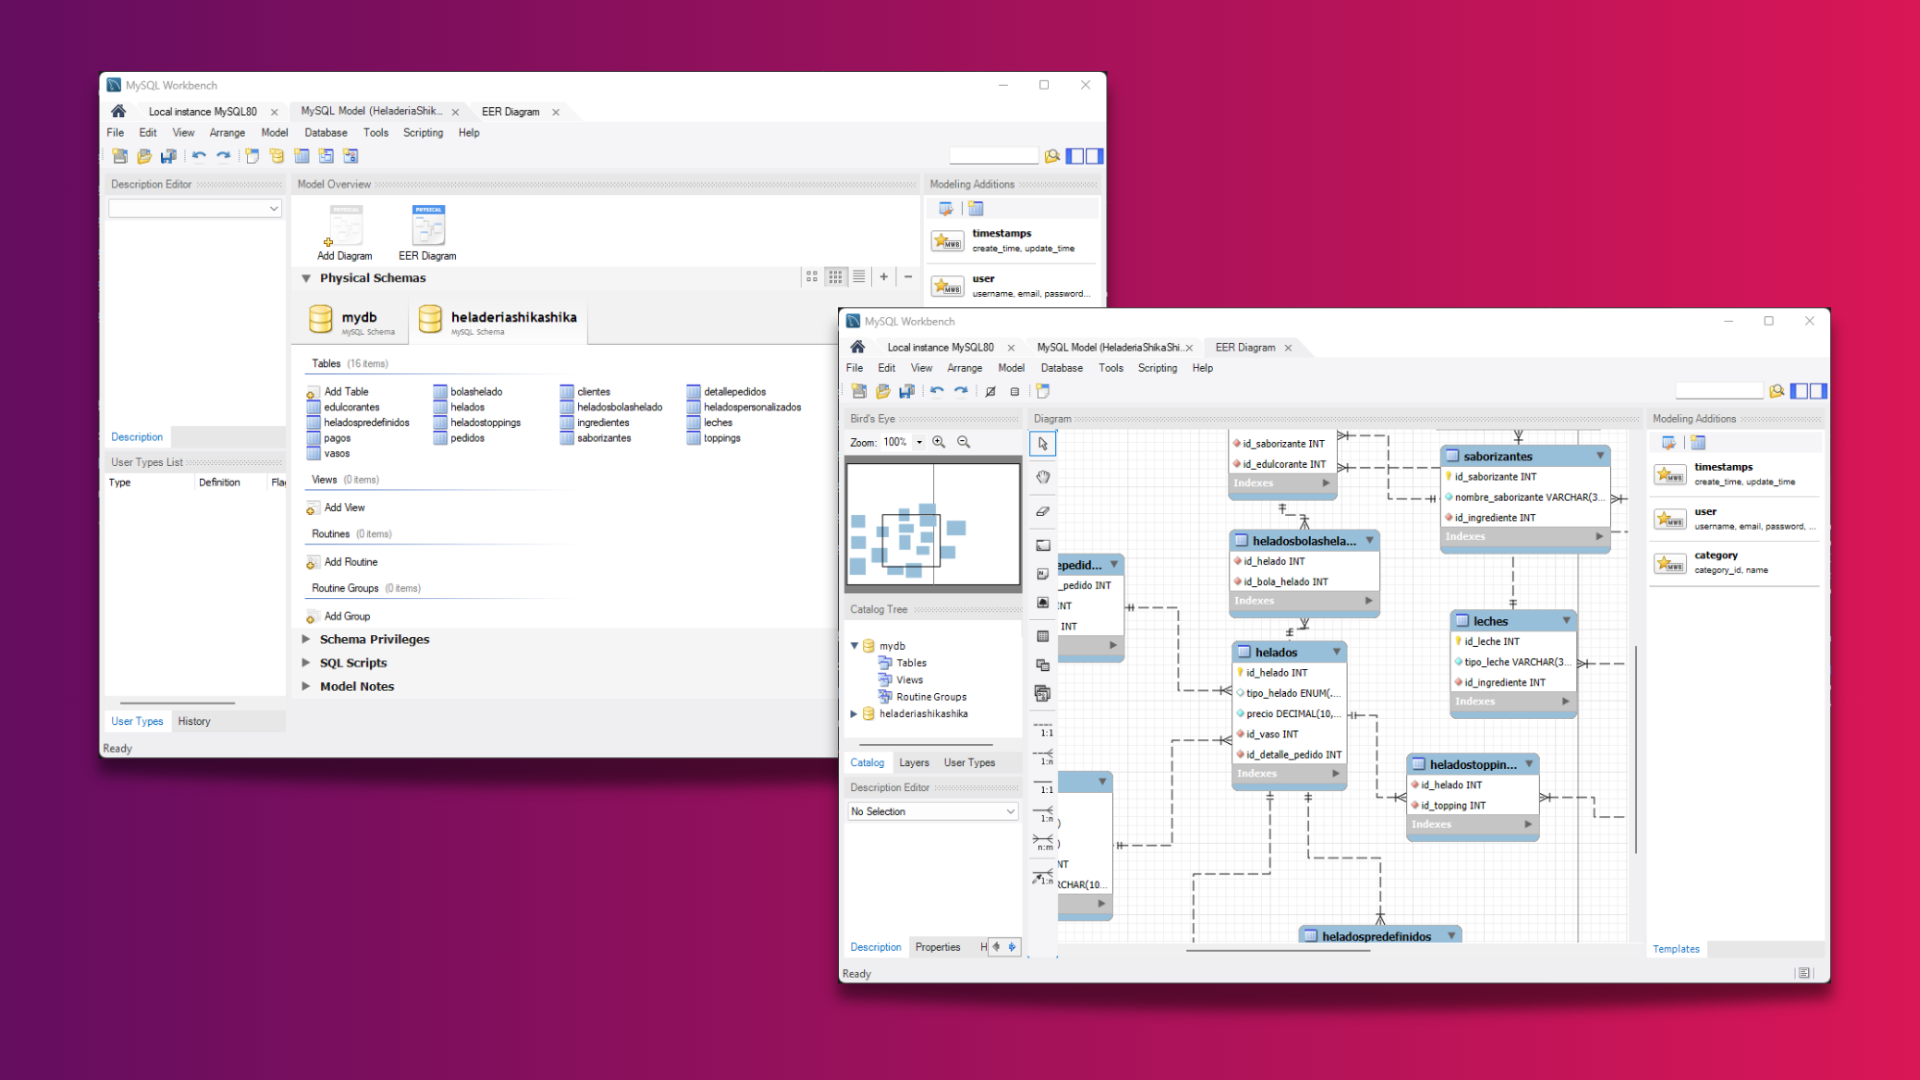 MySQL Workbench
Local instance MySQL80
MySQL Model (HeladeriaShik...
EER Diagram
File Edit View Arrange Model Database Tools Scripting Help
Description Editor
Model Overview
Modeling Additions
PHYSICAL
PHYSICAL
Add Diagram
EER Diagram
timestamps
create_time, update_time
user
username, email, password...
Physical Schemas
mydb
MySQL Schema
heladeriashikashika
MySQL Schema
Tables (16 items)
Add Table bolashelado clientes detallepedidos
edulcorantes helados heladosbolashelado heladospersonalizados
heladospredefinidos heladostoppings ingredientes leches
pagos pedidos saborizantes toppings
vasos
Views (0 items)
Add View
Routines (0 items)
Add Routine
Routine Groups (0 items)
Add Group
Schema Privileges
SQL Scripts
Model Notes
Description
User Types List
Type Definition Flag
User Types History
Ready
MySQL Workbench
Local instance MySQL80
MySQL Model (HeladeriaShikaShi..
EER Diagram
File Edit View Arrange Model Database Tools Scripting Help
Bird's Eye
Diagram
Modeling Additions
Zoom: 100%
Catalog Tree
mydb
Tables
Views
Routine Groups
heladeriashikashika
Catalog Layers User Types
Description Editor
No Selection
Description Properties H
Ready
1:1
1:n
1:1
1:n
n:m
1:n
id_saborizante INT
id_edulcorante INT
Indexes
saborizantes
id_saborizante INT
nombre_saborizante VARCHAR(3...
id_ingrediente INT
Indexes
heladosbolashela...
id_helado INT
id_bola_helado INT
Indexes
epedid...
_pedido INT
INT
INT
helados
id_helado INT
tipo_helado ENUM(...
precio DECIMAL(10,...
id_vaso INT
id_detalle_pedido INT
Indexes
leches
id_leche INT
tipo_leche VARCHAR(3...
id_ingrediente INT
Indexes
heladostoppin...
id_helado INT
id_topping INT
Indexes
)
)
NT
RCHAR(10...
heladospredefinidos
timestamps
create_time, update_time
user
username, email, password, ...
category
category_id, name
Templates